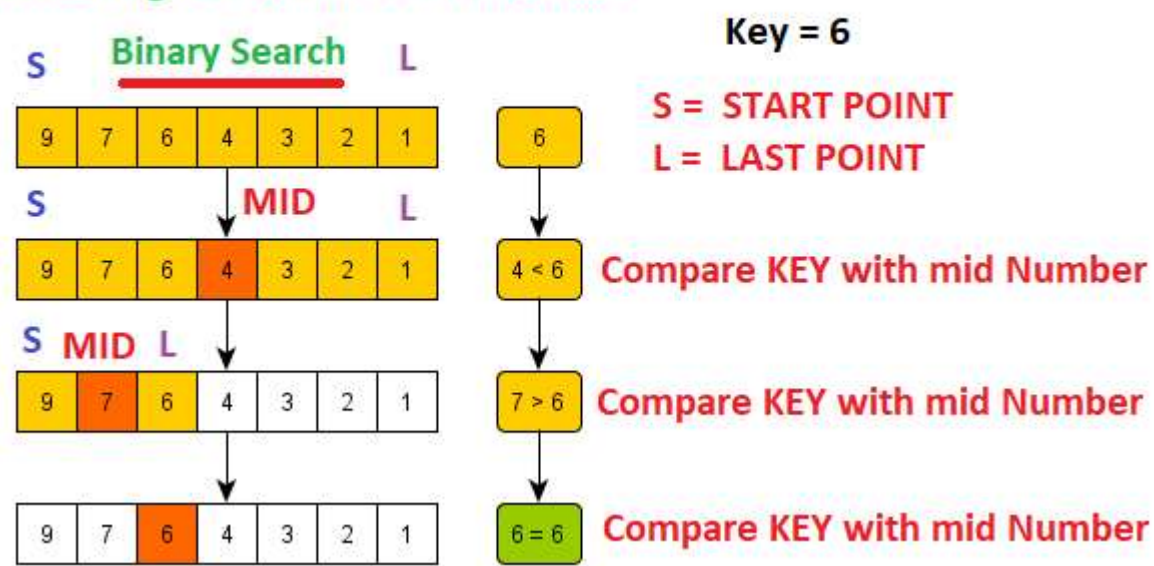 Key = 6
S Binary Search L
S = START POINT
9 7 6 4 3 2 1 6
L = LAST POINT
S MID L
9 7 6 4 3 2 1 4 < 6 Compare KEY with mid Number
S MID L
9 7 6 4 3 2 1 7 > 6 Compare KEY with mid Number
9 7 6 4 3 2 1 6 = 6 Compare KEY with mid Number